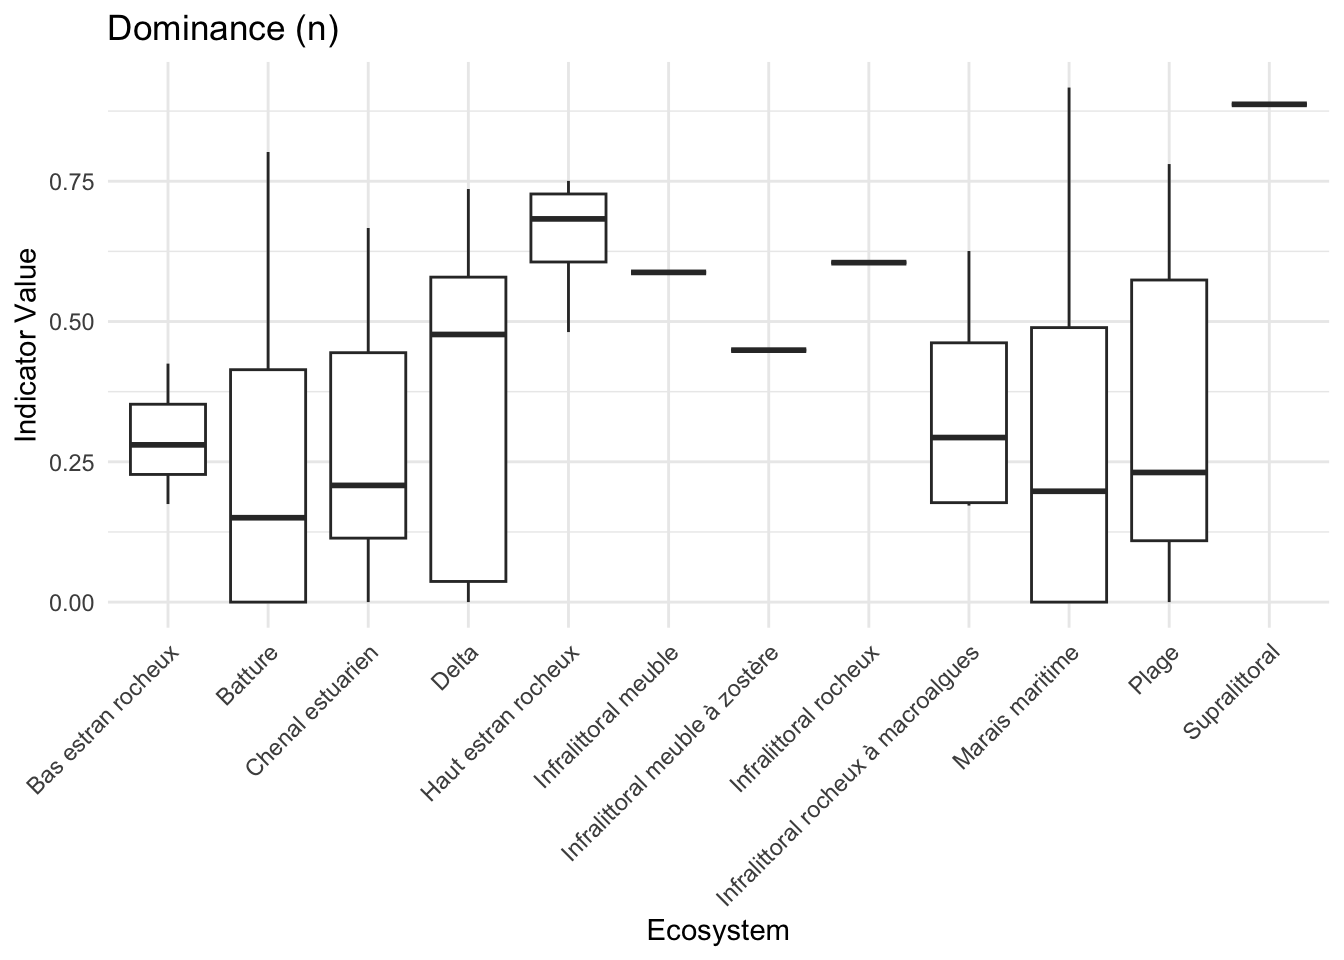 Dominance (n)
Indicator Value
0.75
0.50
0.25
0.00
Bas estran rocheux
Batture
Chenal estuarien
Delta
Haut estran rocheux
Infralittoral meuble
Infralittoral meuble à zostère
Infralittoral rocheux
Infralittoral rocheux à macroalgues
Marais maritime
Plage
Supralittoral
Ecosystem